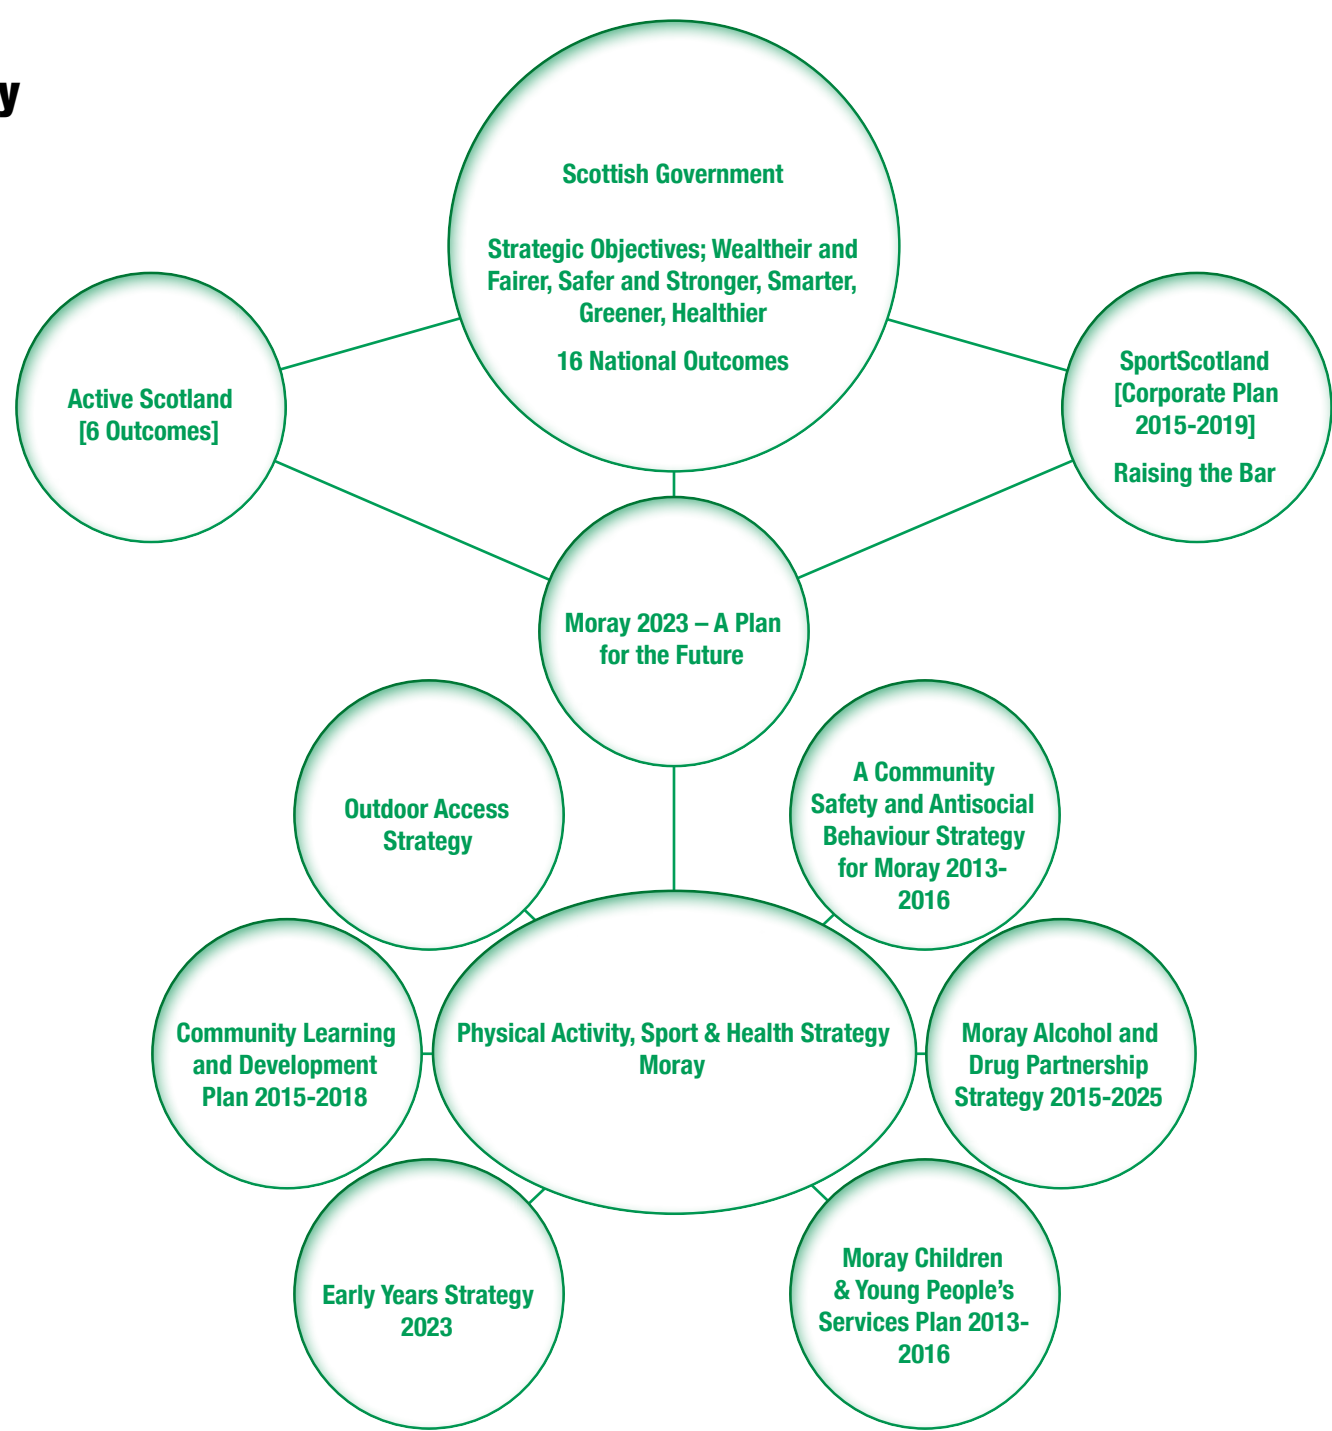 y
Scottish Government
Strategic Objectives; Wealtheir and
Fairer, Safer and Stronger, Smarter,
Greener, Healthier
16 National Outcomes
Active Scotland
[6 Outcomes]
SportScotland
[Corporate Plan
2015-2019]
Raising the Bar
Moray 2023 – A Plan
for the Future
Outdoor Access
Strategy
A Community
Safety and Antisocial
Behaviour Strategy
for Moray 2013-
2016
Community Learning
and Development
Plan 2015-2018
Physical Activity, Sport & Health Strategy
Moray
Moray Alcohol and
Drug Partnership
Strategy 2015-2025
Early Years Strategy
2023
Moray Children
& Young People’s
Services Plan 2013-
2016